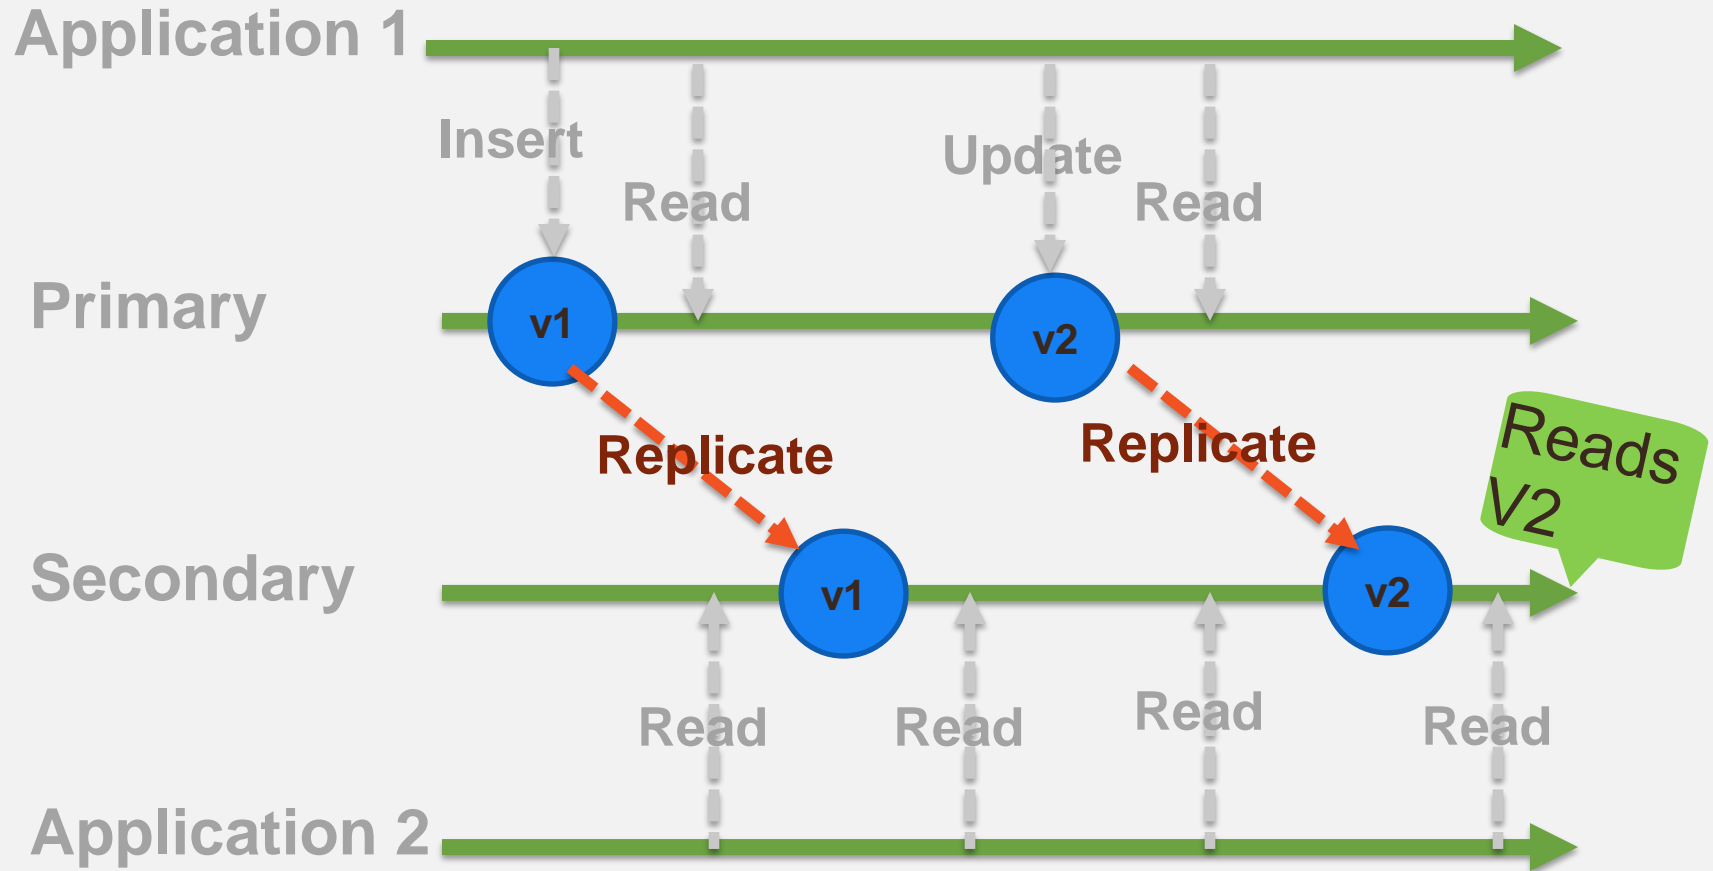 Application 1
Insert
Update
Read
Read
Primary
v1
v2
Replicate
Replicate
Reads
V2
Secondary
v1
v2
Read
Read
Read
Read
Application 2